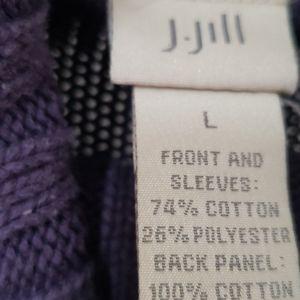 J.Jill
L
FRONT AND
SLEEVES:
74% COTTON
26% POLYESTER
BACK PANEL:
100% COTTON